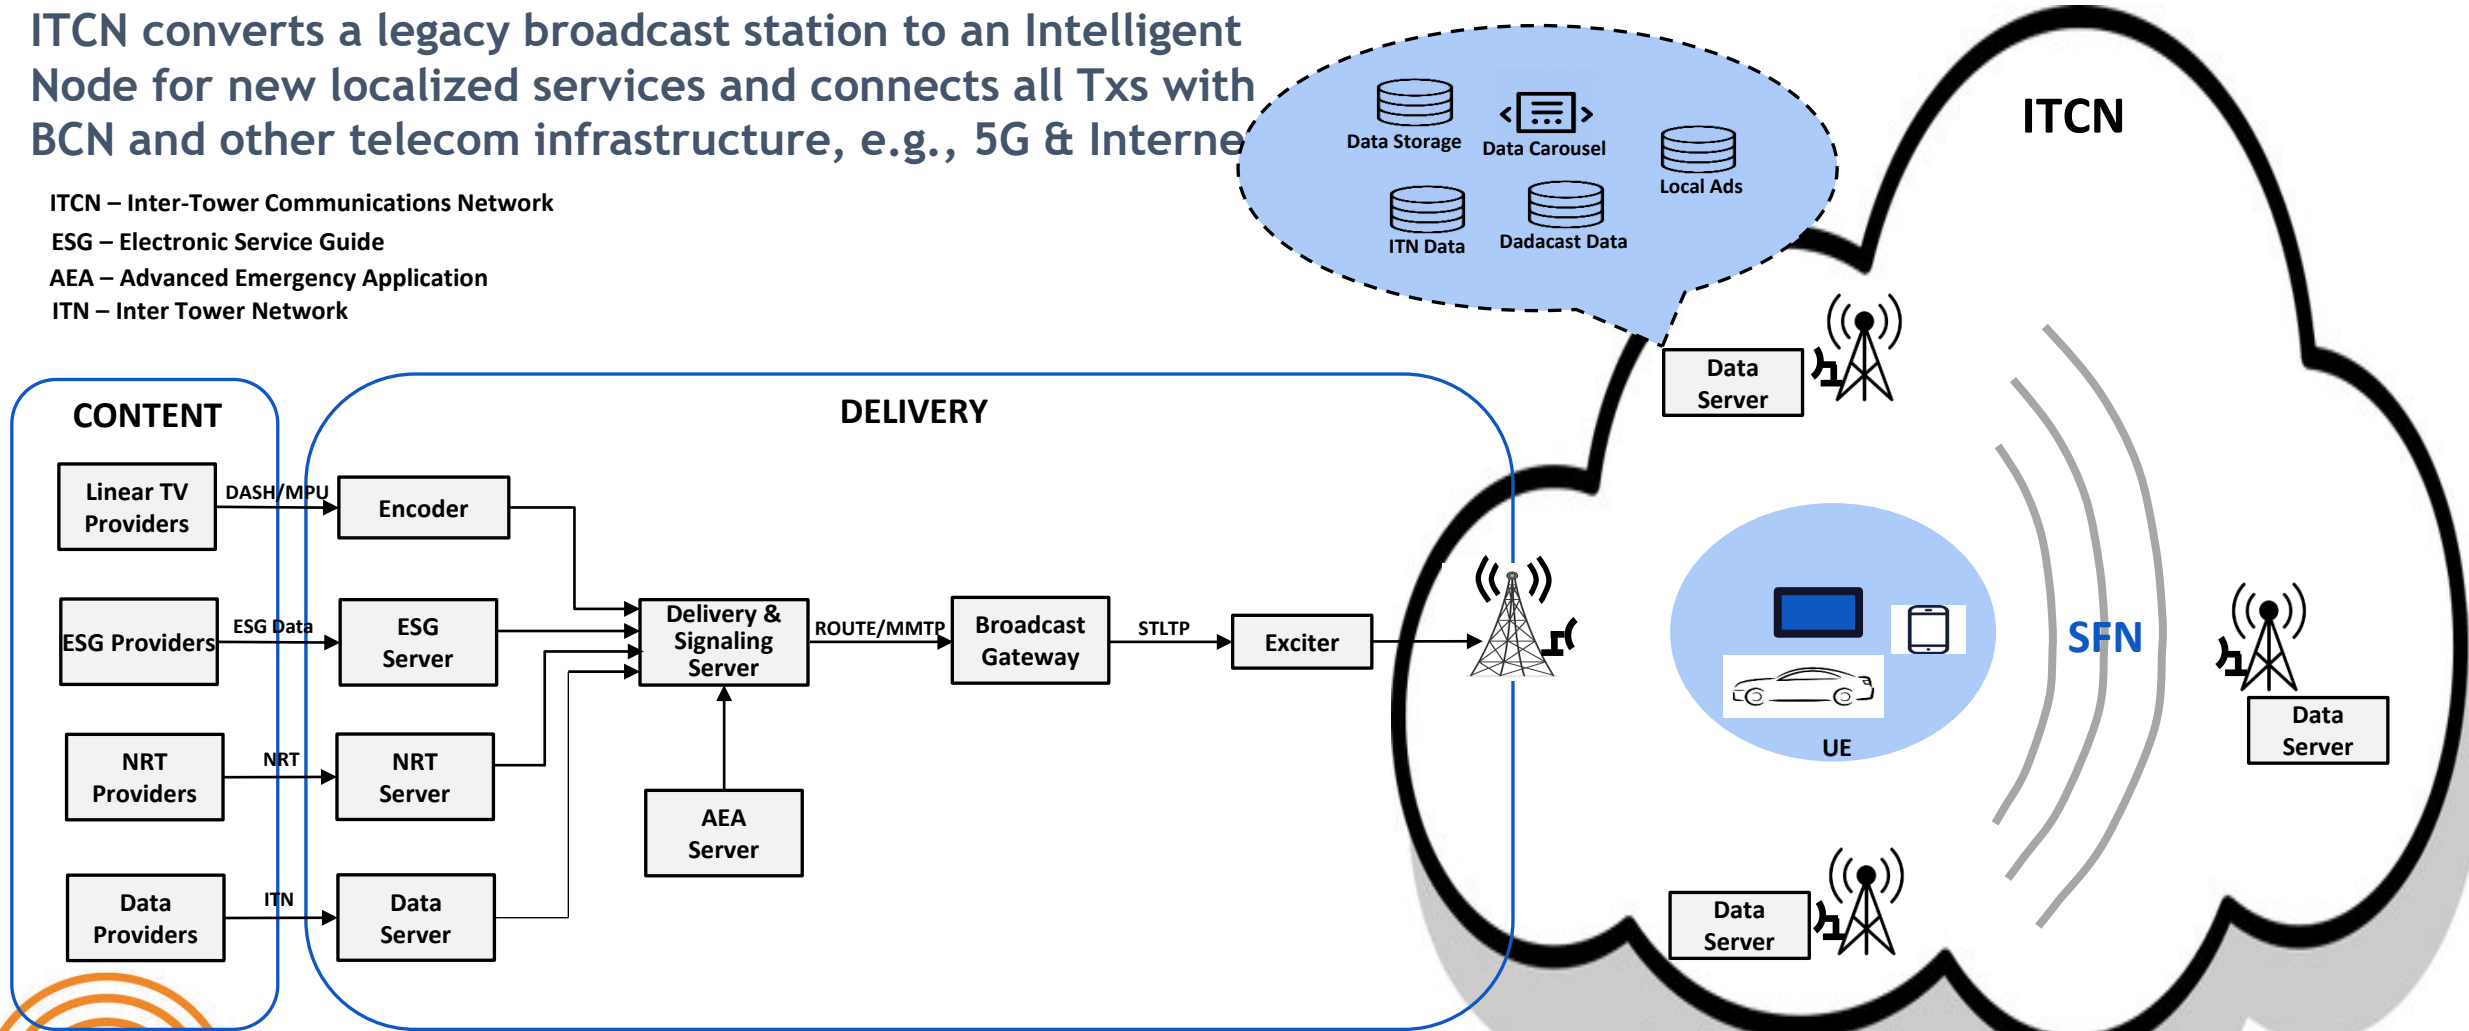 ITCN converts a legacy broadcast station to an Intelligent
Node for new localized services and connects all Txs with
BCN and other telecom infrastructure, e.g., 5G & Interne
ITCN – Inter-Tower Communications Network
ESG – Electronic Service Guide
AEA – Advanced Emergency Application
ITN – Inter Tower Network
Data Storage
Data Carousel
Local Ads
ITN Data
Dadacast Data
ITCN
Data
Server
CONTENT
DELIVERY
Linear TV
Providers
DASH/MPU
Encoder
ESG Providers
ESG Data
ESG
Server
Delivery &
Signaling
Server
ROUTE/MMTP
Broadcast
Gateway
STLTP
Exciter
NRT
Providers
NRT
NRT
Server
AEA
Server
Data
Providers
ITN
Data
Server
UE
SFN
Data
Server
Data
Server